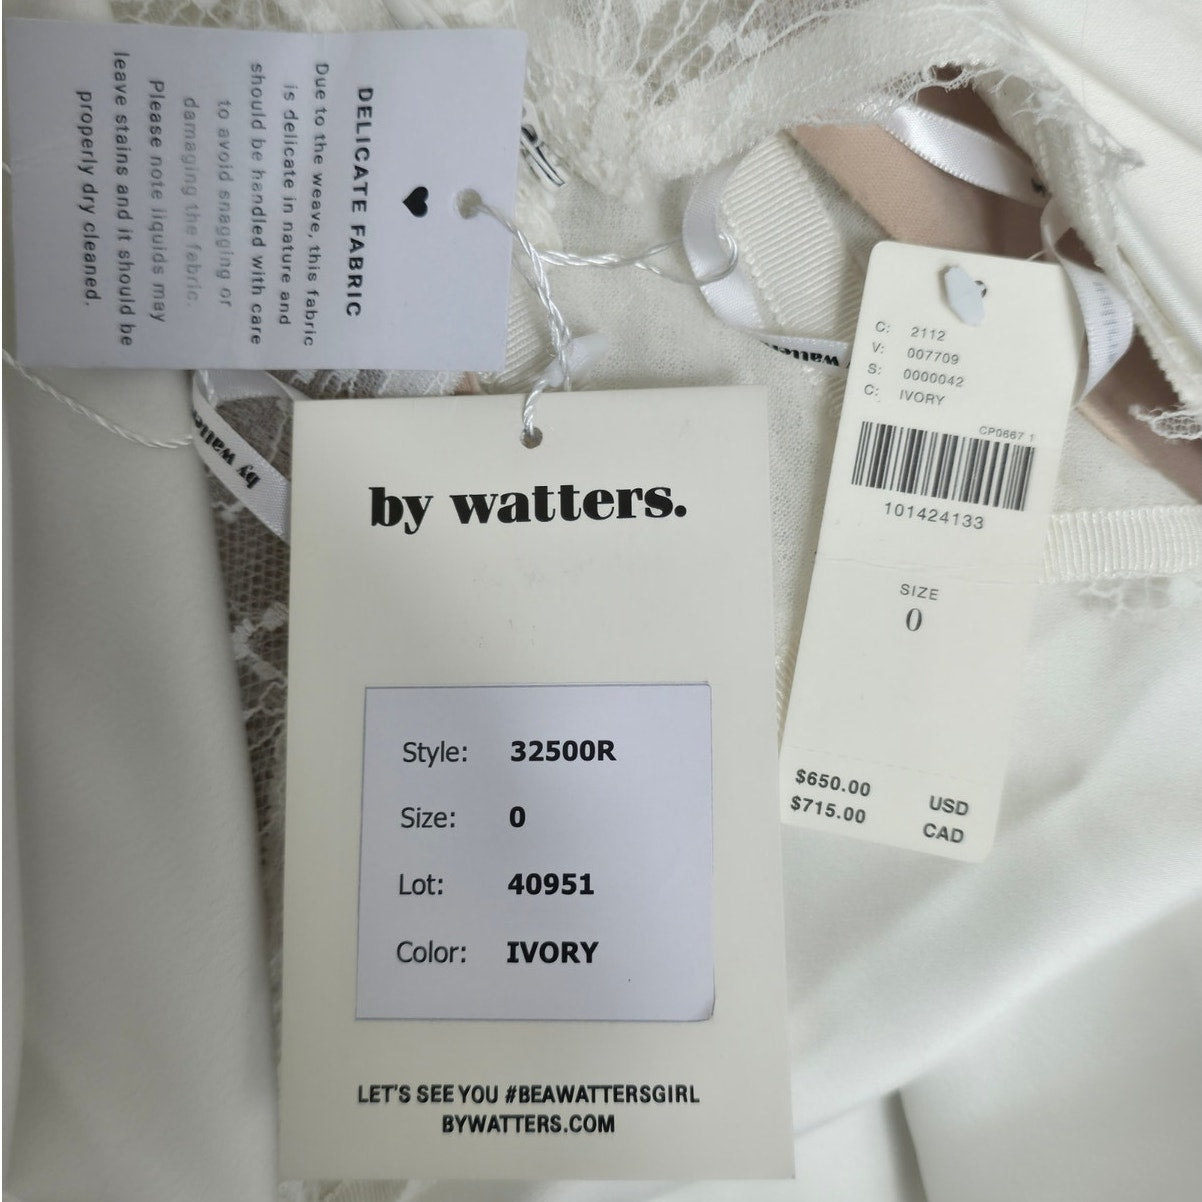 DELICATE FABRIC
Due to the weave, this fabric
is delicate in nature and
should be handled with care
to avoid snagging or
damaging the fabric.
Please note liquids may
leave stains and it should be
properly dry cleaned.
by watters.
Style: 32500R
Size: 0
Lot: 40951
Color: IVORY
LET'S SEE YOU #BEAWATTERSGIRL
BYWATTERS.COM
C: 2112
V: 007709
S: 0000042
C: IVORY
CP0667 1
101424133
SIZE
0
$650.00 USD
$715.00 CAD
by watters
watters